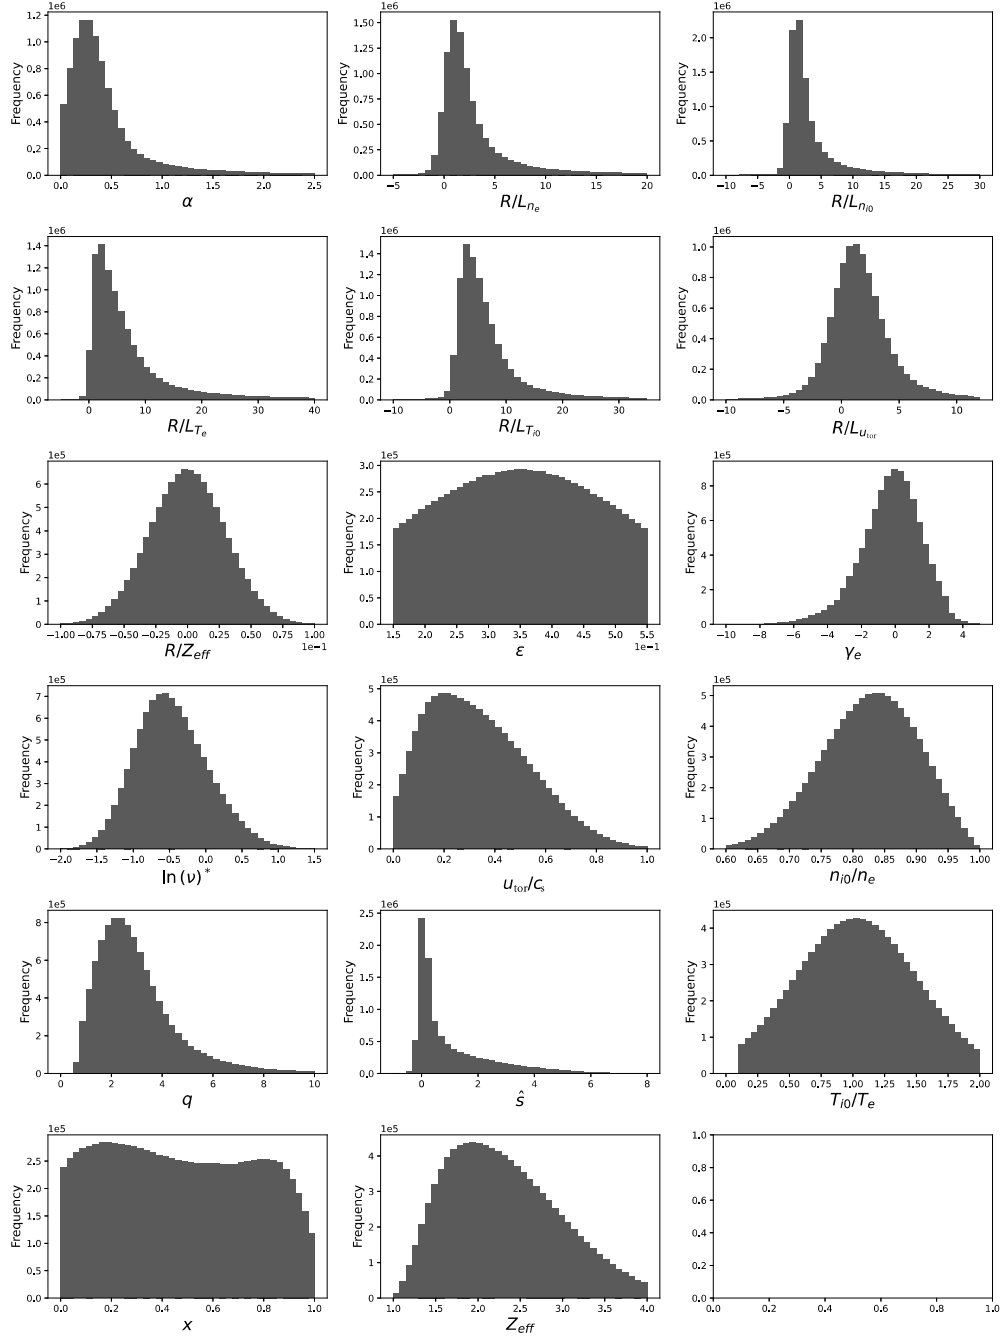 1e6 1e6 1e6
Frequency Frequency Frequency
1.2 1.0 0.8 0.6 0.4 0.2 0.0
1.50 1.25 1.00 0.75 0.50 0.25 0.00
2.0 1.5 1.0 0.5 0.0
0.0 0.5 1.0 1.5 2.0 2.5
−5 0 5 10 15 20
−10 −5 0 5 10 15 20 25 30
α R/Lₙₑ R/Lₙᵢ₀
1e6 1e6 1e6
Frequency Frequency Frequency
1.4 1.2 1.0 0.8 0.6 0.4 0.2 0.0
1.4 1.2 1.0 0.8 0.6 0.4 0.2 0.0
1.0 0.8 0.6 0.4 0.2 0.0
0 10 20 30 40
−10 0 10 20 30
−10 −5 0 5 10
R/L_{T_e} R/L_{T_{i0}} R/L_{u_{tor}}
1e5 1e5 1e5
Frequency Frequency Frequency
6 5 4 3 2 1 0
3.0 2.5 2.0 1.5 1.0 0.5 0.0
8 6 4 2 0
−0.100 −0.75 −0.50 −0.25 0.00 0.25 0.50 0.75 1.00
1e−1
1.5 2.0 2.5 3.0 3.5 4.0 4.5 5.0 5.5
1e−1
−10 −8 −6 −4 −2 0 2 4
R/Z_{eff} ε γ_e
1e5 1e5 1e5
Frequency Frequency Frequency
7 6 5 4 3 2 1 0
5 4 3 2 1 0
5 4 3 2 1 0
−2.0 −1.5 −1.0 −0.5 0.0 0.5 1.0 1.5
0.0 0.2 0.4 0.6 0.8 1.0
0.60 0.65 0.70 0.75 0.80 0.85 0.90 0.95 1.00
ln (ν)* u_{tor}/c_s n_{i0}/n_e
1e5 1e6 1e5
Frequency Frequency Frequency
8 6 4 2 0
2.5 2.0 1.5 1.0 0.5 0.0
4 3 2 1 0
0 2 4 6 8 10
0 2 4 6 8
0.00 0.25 0.50 0.75 1.00 1.25 1.50 1.75 2.00
q ŝ T_{i0}/T_e
1e5 1e5
Frequency Frequency
2.5 2.0 1.5 1.0 0.5 0.0
4 3 2 1 0
1.0 0.8 0.6 0.4 0.2 0.0
0.0 0.2 0.4 0.6 0.8 1.0
1.0 1.5 2.0 2.5 3.0 3.5 4.0
0.0 0.2 0.4 0.6 0.8 1.0
x Z_{eff}